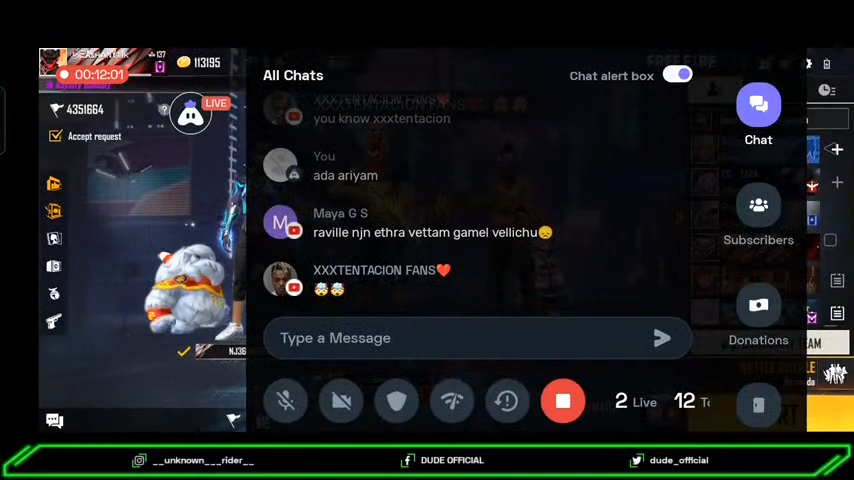 137
113195
00:12:01
LIVE
4351664
Accept request
All Chats
Chat alert box
Chat
XXXTENTACION FANS❤️
you know xxxtentacion
You
ada ariyam
M
Maya G S
raville njn ethra vettam gamel vellichu😞
Subscribers
XXXTENTACION FANS❤️
🤯🤯
Type a Message
Donations
2 Live
12
__unknown___rider__
DUDE OFFICIAL
dude_official